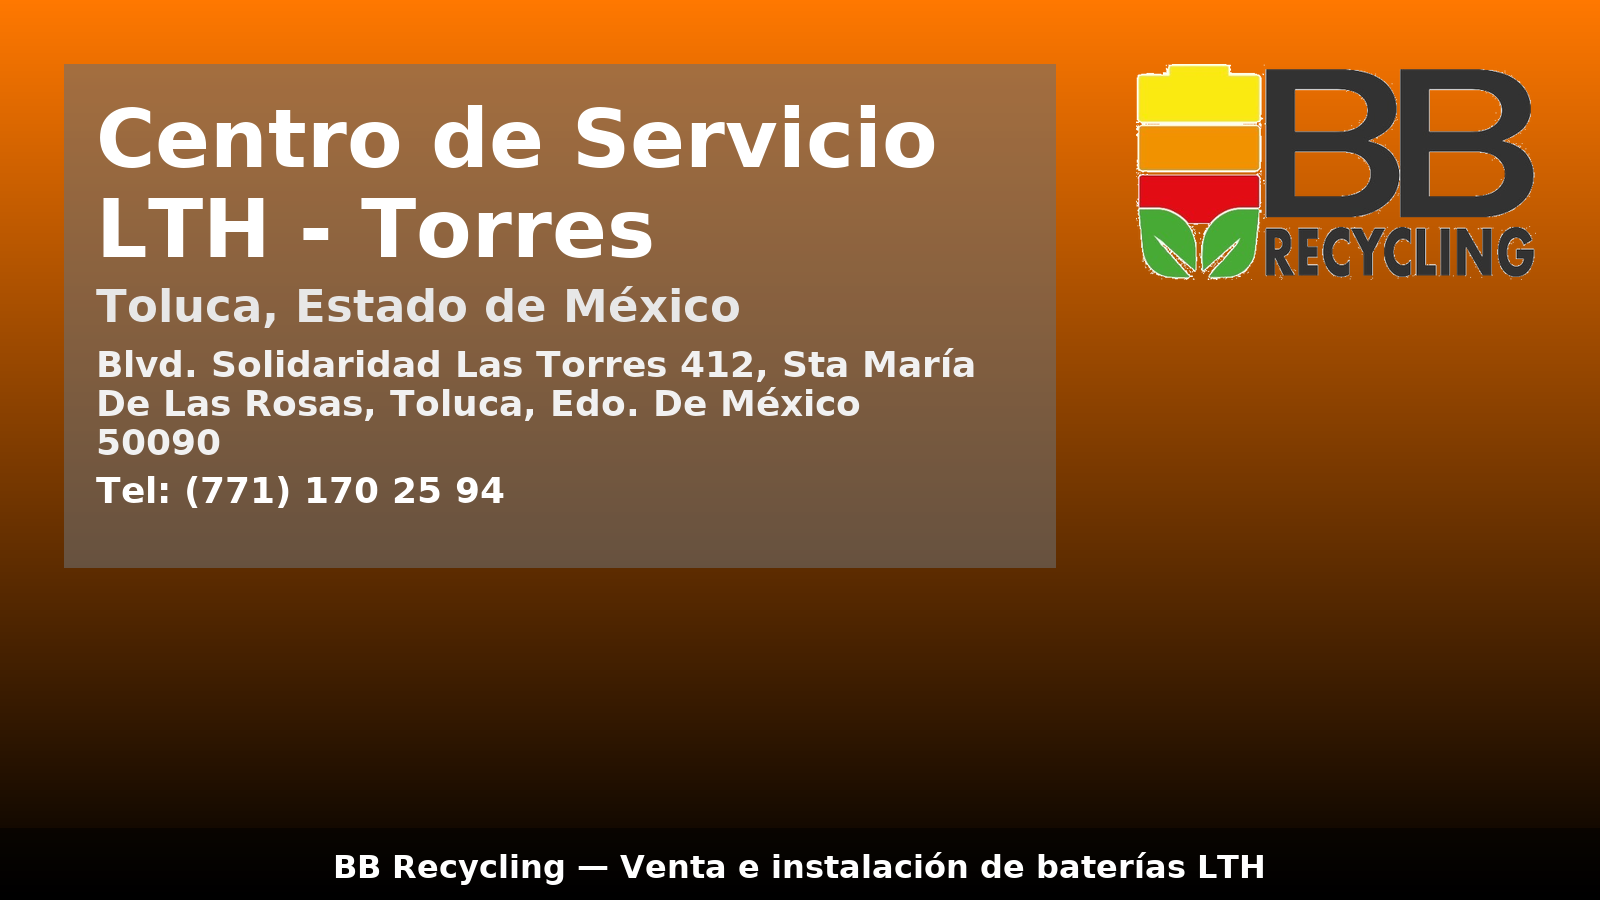 Centro de Servicio
LTH - Torres
Toluca, Estado de México
Blvd. Solidaridad Las Torres 412, Sta María
De Las Rosas, Toluca, Edo. De México
50090
Tel: (771) 170 25 94
BB
RECYCLING
BB Recycling — Venta e instalación de baterías LTH